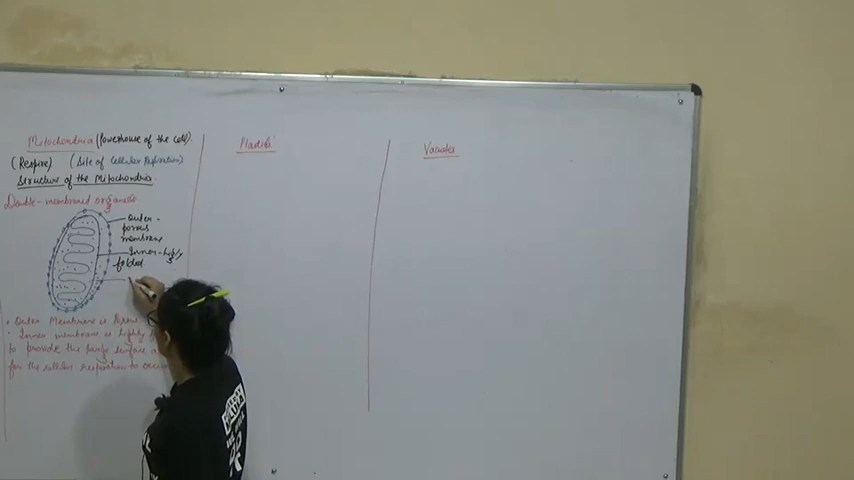 Mitochondria (Powerhouse of the cell).
(Respire) (Site of Cellular Respiration)
Structure of the Mitochondria
Double-membraned organelle
Outer -
porous
membrane
Inner - highly
folded
• Outer Membrane is Porous
• Inner membrane is highly
to provide the large surface
for the cellular respiration to
Plastids
Vacuoles